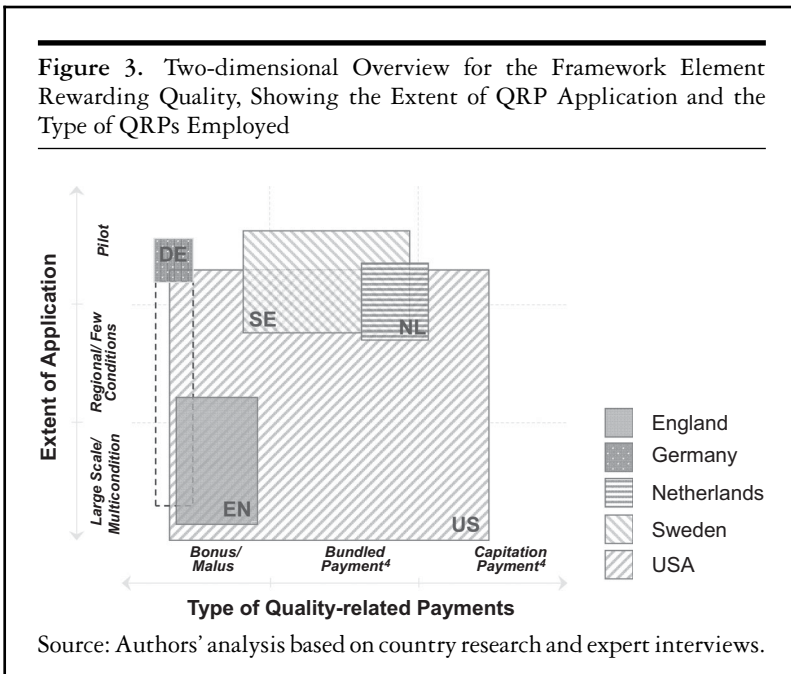 Figure 3. Two-dimensional Overview for the Framework Element
Rewarding Quality, Showing the Extent of QRP Application and the
Type of QRPs Employed
Extent of Application
Pilot
Regional/ Few
Conditions
Large Scale/
Multicondition
DE
SE
NL
EN
US
England
Germany
Netherlands
Sweden
USA
Bonus/
Malus
Bundled
Payment⁴
Capitation
Payment⁴
Type of Quality-related Payments
Source: Authors' analysis based on country research and expert interviews.